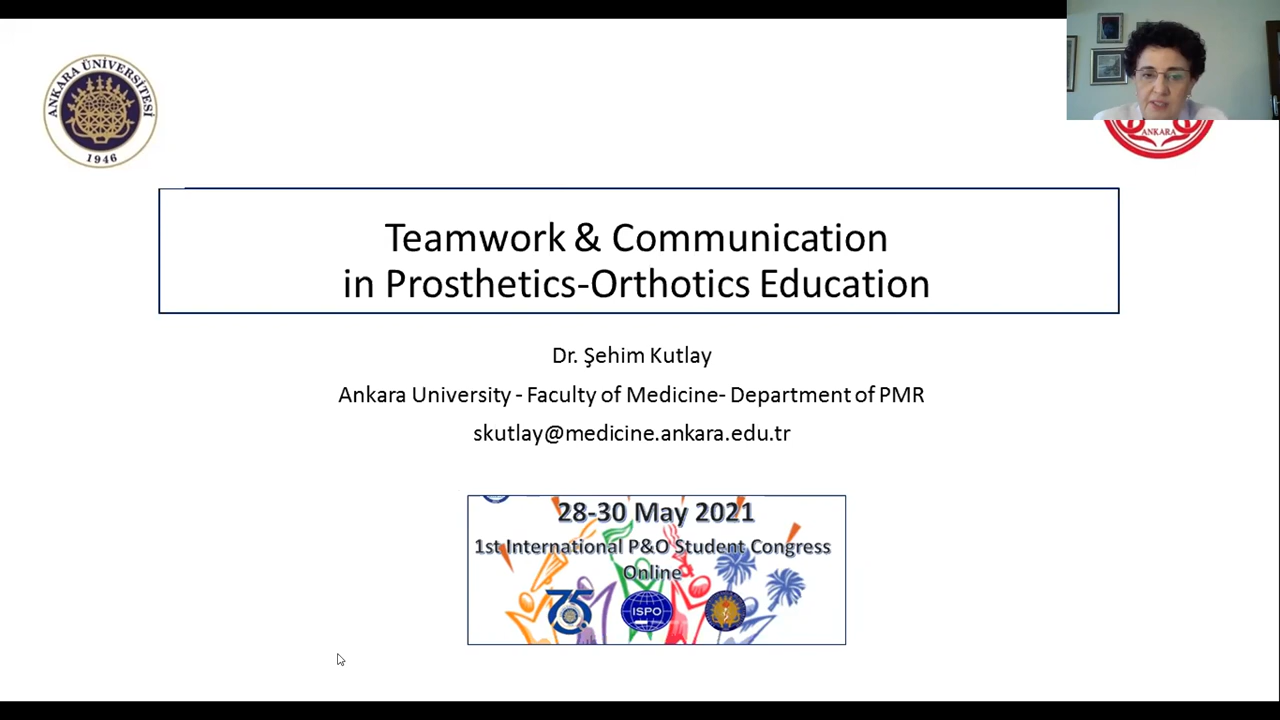 ANKARA ÜNİVERSİTESİ
1946
ANKARA
Teamwork & Communication
in Prosthetics-Orthotics Education
Dr. Şehim Kutlay
Ankara University - Faculty of Medicine- Department of PMR
skutlay@medicine.ankara.edu.tr
28-30 May 2021
1st International P&O Student Congress
Online
75
ISPO